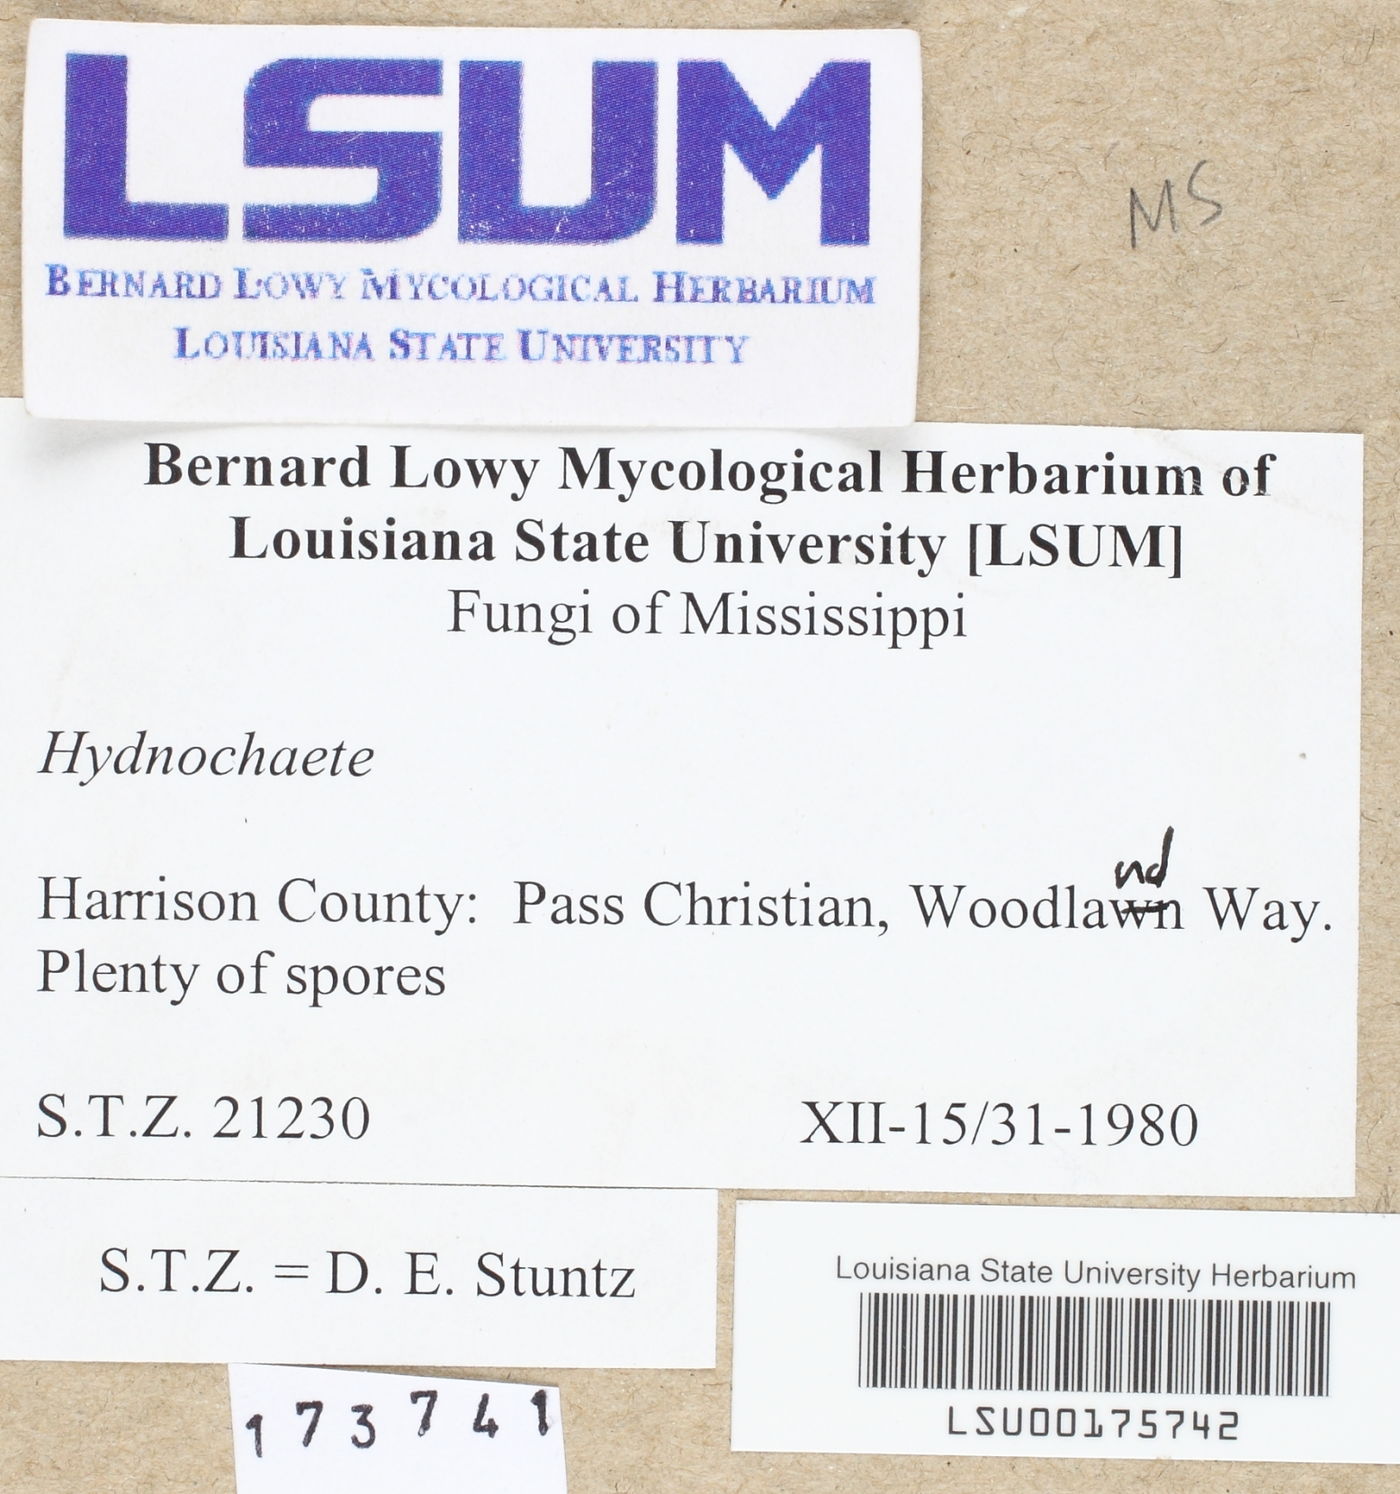 LSUM
BERNARD LOWY MYCOLOGICAL HERBARIUM
LOUISIANA STATE UNIVERSITY
MS
Bernard Lowy Mycological Herbarium of
Louisiana State University [LSUM]
Fungi of Mississippi
Hydnochaete
nd
Harrison County: Pass Christian, Woodlawn Way.
Plenty of spores
S.T.Z. 21230 XII-15/31-1980
S.T.Z. = D. E. Stuntz
Louisiana State University Herbarium
LSU00175742
173741